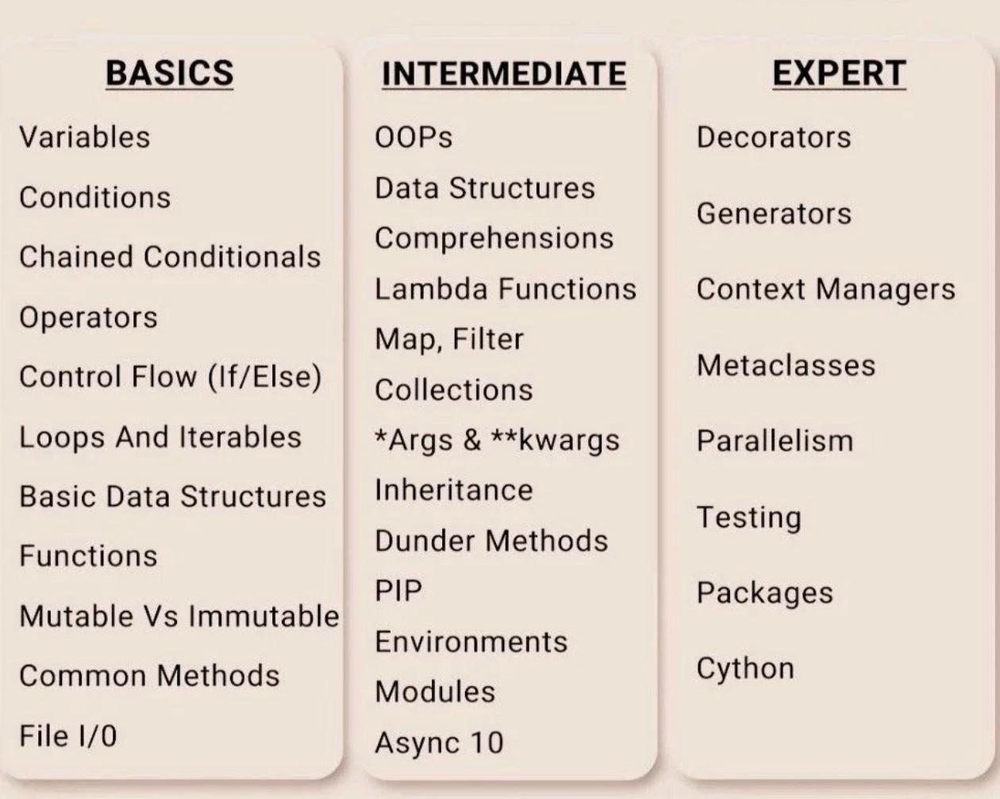 BASICS
Variables
Conditions
Chained Conditionals
Operators
Control Flow (If/Else)
Loops And Iterables
Basic Data Structures
Functions
Mutable Vs Immutable
Common Methods
File I/0
INTERMEDIATE
OOPs
Data Structures
Comprehensions
Lambda Functions
Map, Filter
Collections
*Args & **kwargs
Inheritance
Dunder Methods
PIP
Environments
Modules
Async 10
EXPERT
Decorators
Generators
Context Managers
Metaclasses
Parallelism
Testing
Packages
Cython